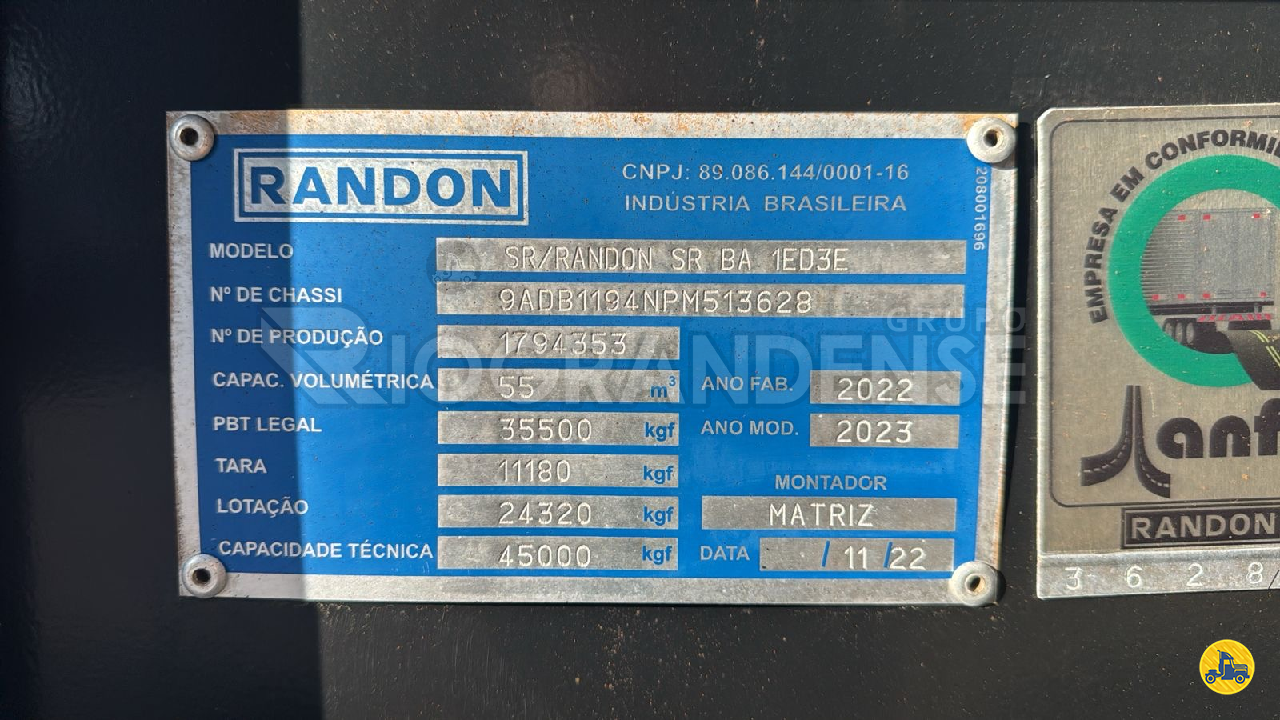 RANDON
CNPJ: 89.086.144/0001-16
INDÚSTRIA BRASILEIRA
208001696
MODELO SR/RANDON SR BA 1ED3E
Nº DE CHASSI 9ADB1194NPM513628
Nº DE PRODUÇÃO 1794353
CAPAC. VOLUMÉTRICA 55 m³ ANO FAB. 2022
PBT LEGAL 35500 kgf ANO MOD. 2023
TARA 11180 kgf
MONTADOR
LOTAÇÃO 24320 kgf MATRIZ
CAPACIDADE TÉCNICA 45000 kgf DATA / 11 /22
GRUPO
RIOGRANDENSE
EMPRESA EM CONFORMI
anf
RANDON
3 6 2 8/